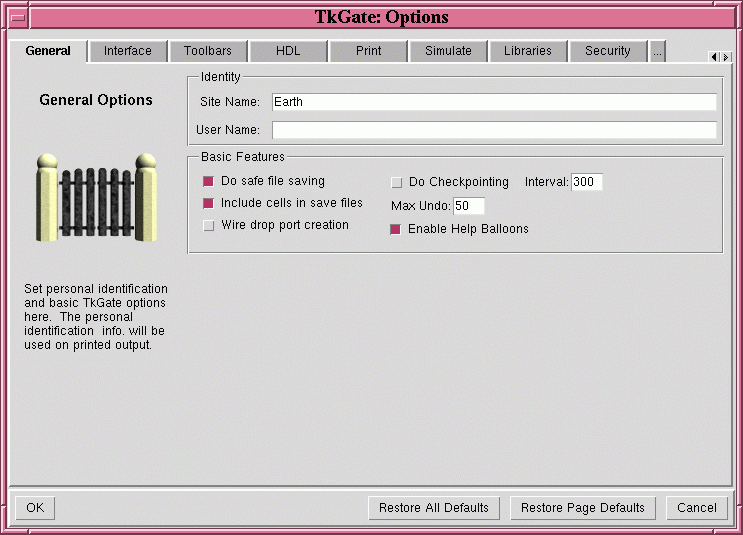 TkGate: Options
General Interface Toolbars HDL Print Simulate Libraries Security ...
General Options
Set personal identification
and basic TkGate options
here. The personal
identification info. will be
used on printed output.
Identity
Site Name: Earth
User Name:
Basic Features
Do safe file saving Do Checkpointing Interval: 300
Include cells in save files Max Undo: 50
Wire drop port creation Enable Help Balloons
OK Restore All Defaults Restore Page Defaults Cancel